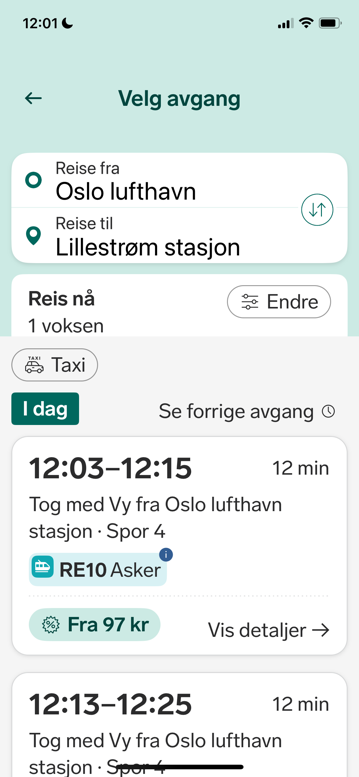 12:01
Velg avgang
Reise fra
Oslo lufthavn
Reise til
Lillestrøm stasjon
Reis nå
Endre
1 voksen
TAXI
Taxi
I dag
Se forrige avgang
12:03–12:15
12 min
Tog med Vy fra Oslo lufthavn
stasjon · Spor 4
i
RE10 Asker
% Fra 97 kr
Vis detaljer →
12:13–12:25
12 min
Tog med Vy fra Oslo lufthavn
stasjon · Spor 4